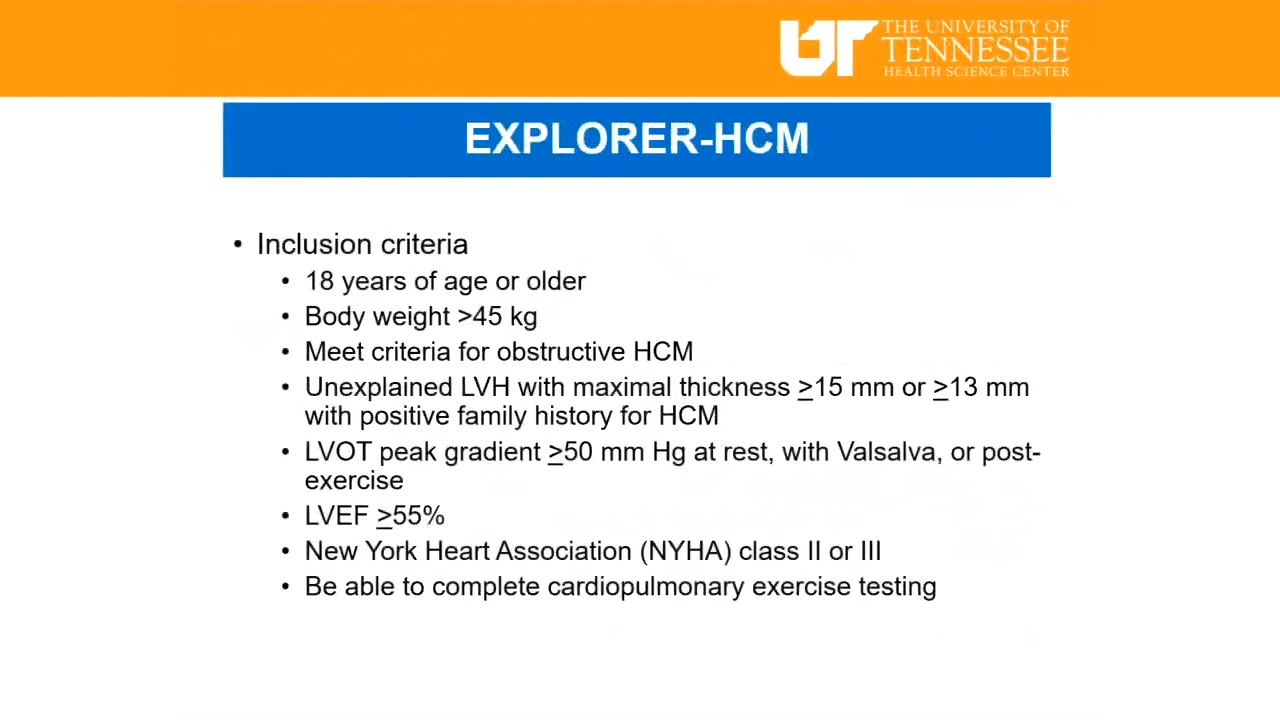 THE UNIVERSITY OF
TENNESSEE
HEALTH SCIENCE CENTER
UT
EXPLORER-HCM
• Inclusion criteria
• 18 years of age or older
• Body weight >45 kg
• Meet criteria for obstructive HCM
• Unexplained LVH with maximal thickness ≥15 mm or ≥13 mm
with positive family history for HCM
• LVOT peak gradient ≥50 mm Hg at rest, with Valsalva, or post-
exercise
• LVEF ≥55%
• New York Heart Association (NYHA) class II or III
• Be able to complete cardiopulmonary exercise testing